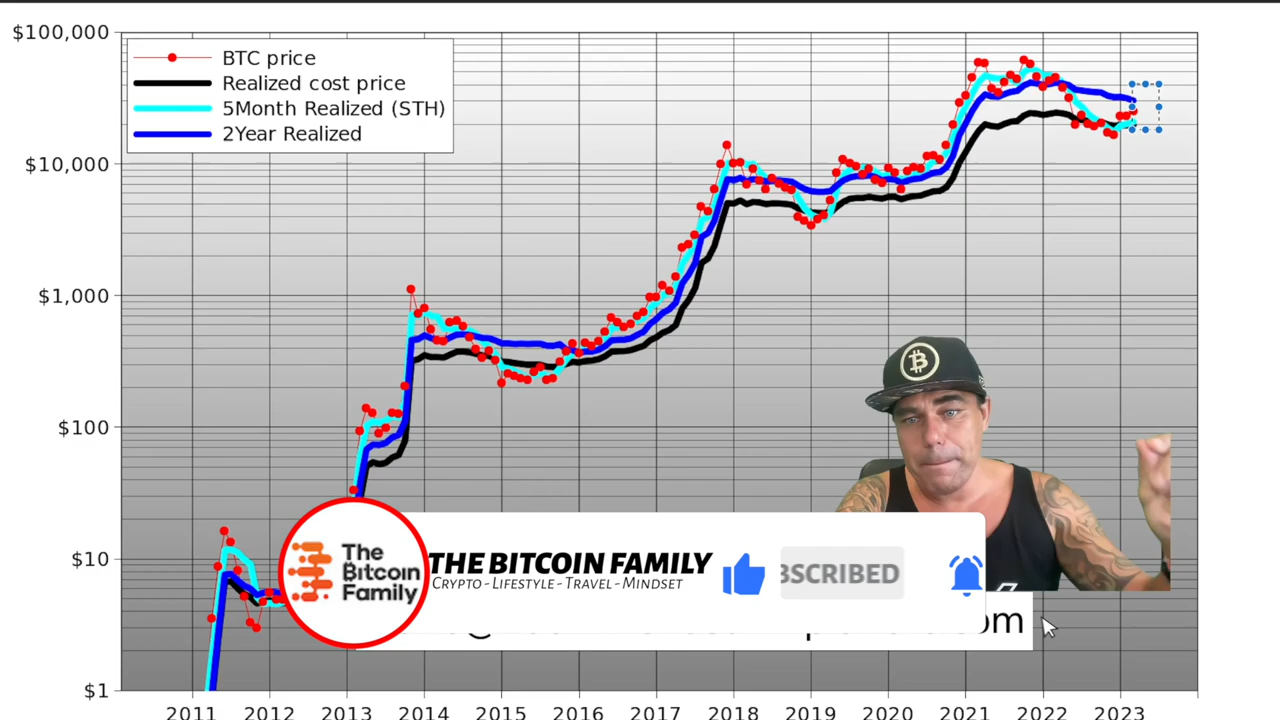 $100,000
BTC price
Realized cost price
5Month Realized (STH)
2Year Realized
$10,000
$1,000
$100
$10
$1
The
Bitcoin
Family
THE BITCOIN FAMILY
CRYPTO - LIFESTYLE - TRAVEL - MINDSET
BSCRIBED
2011 2012 2013 2014 2015 2016 2017 2018 2019 2020 2021 2022 2023